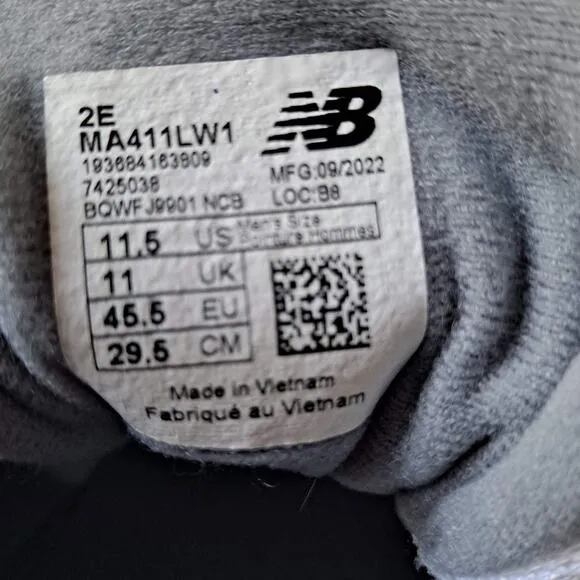 2E
MA411LW1
193684163809
7425038
BQWFJ9901 NCB
NB
MFG:09/2022
LOC:B8
11.5 US Men's Size
Pointure Hommes
11 UK
45.5 EU
29.5 CM
Made in Vietnam
Fabriqué au Vietnam